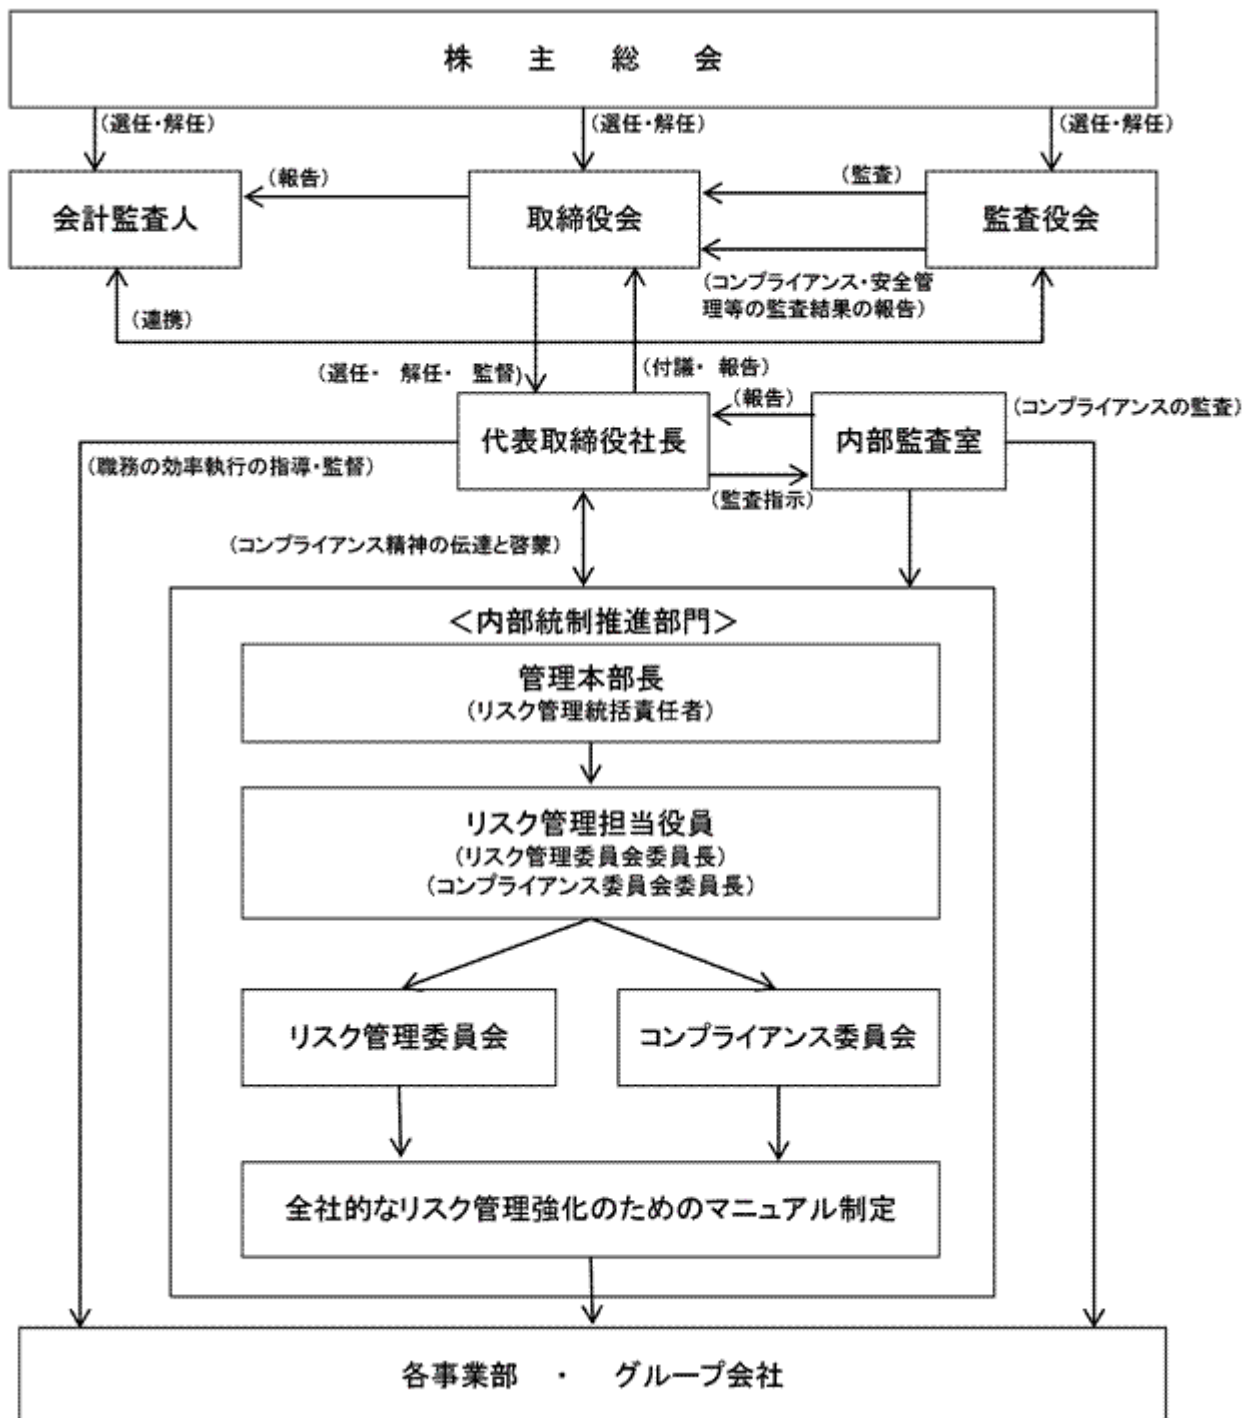 株　主　総　会
(選任・解任)
(選任・解任)
(選任・解任)
会計監査人
(報告)
取締役会
(監査)
監査役会
(コンプライアンス・安全管
理等の監査結果の報告)
(連携)
(選任・　解任・　監督)
(付議・　報告)
代表取締役社長
(報告)
内部監査室
(コンプライアンスの監査)
(職務の効率執行の指導・監督)
(監査指示)
(コンプライアンス精神の伝達と啓蒙)
＜内部統制推進部門＞
管理本部長
(リスク管理統括責任者)
リスク管理担当役員
(リスク管理委員会委員長)
(コンプライアンス委員会委員長)
リスク管理委員会
コンプライアンス委員会
全社的なリスク管理強化のためのマニュアル制定
各事業部　・　グループ会社